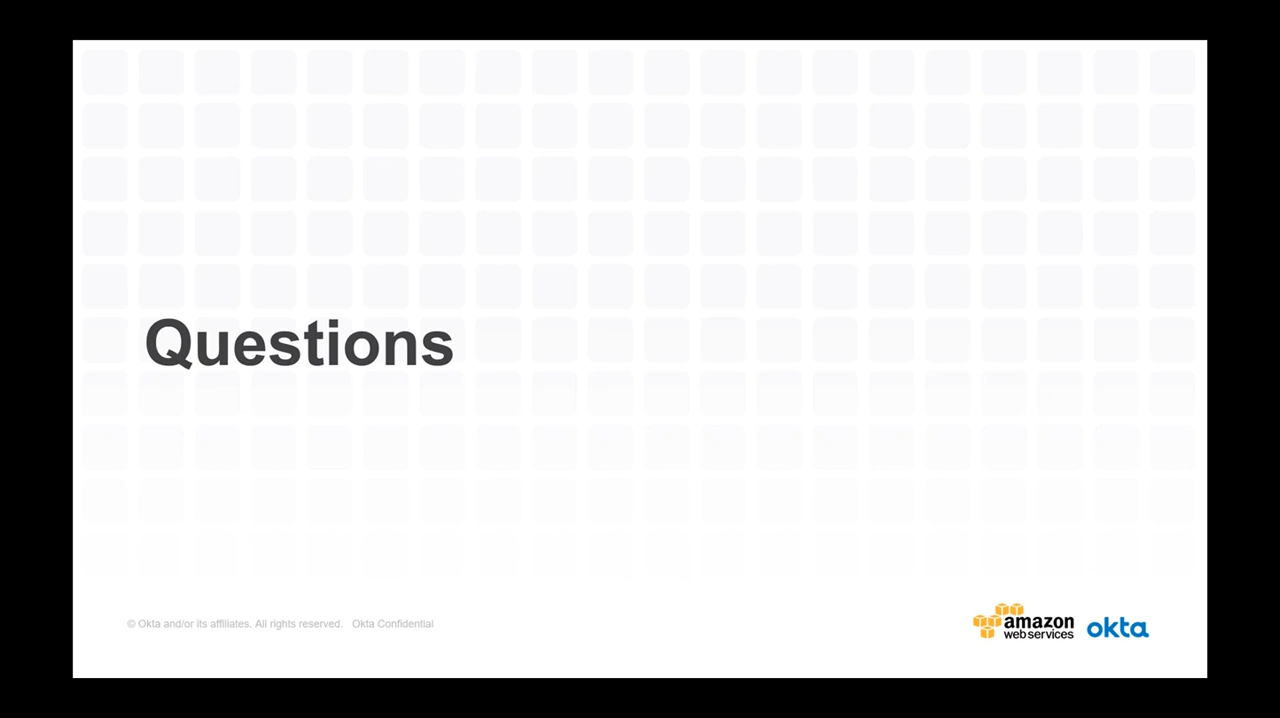 Questions
© Okta and/or its affiliates. All rights reserved. Okta Confidential
amazon
web services
okta